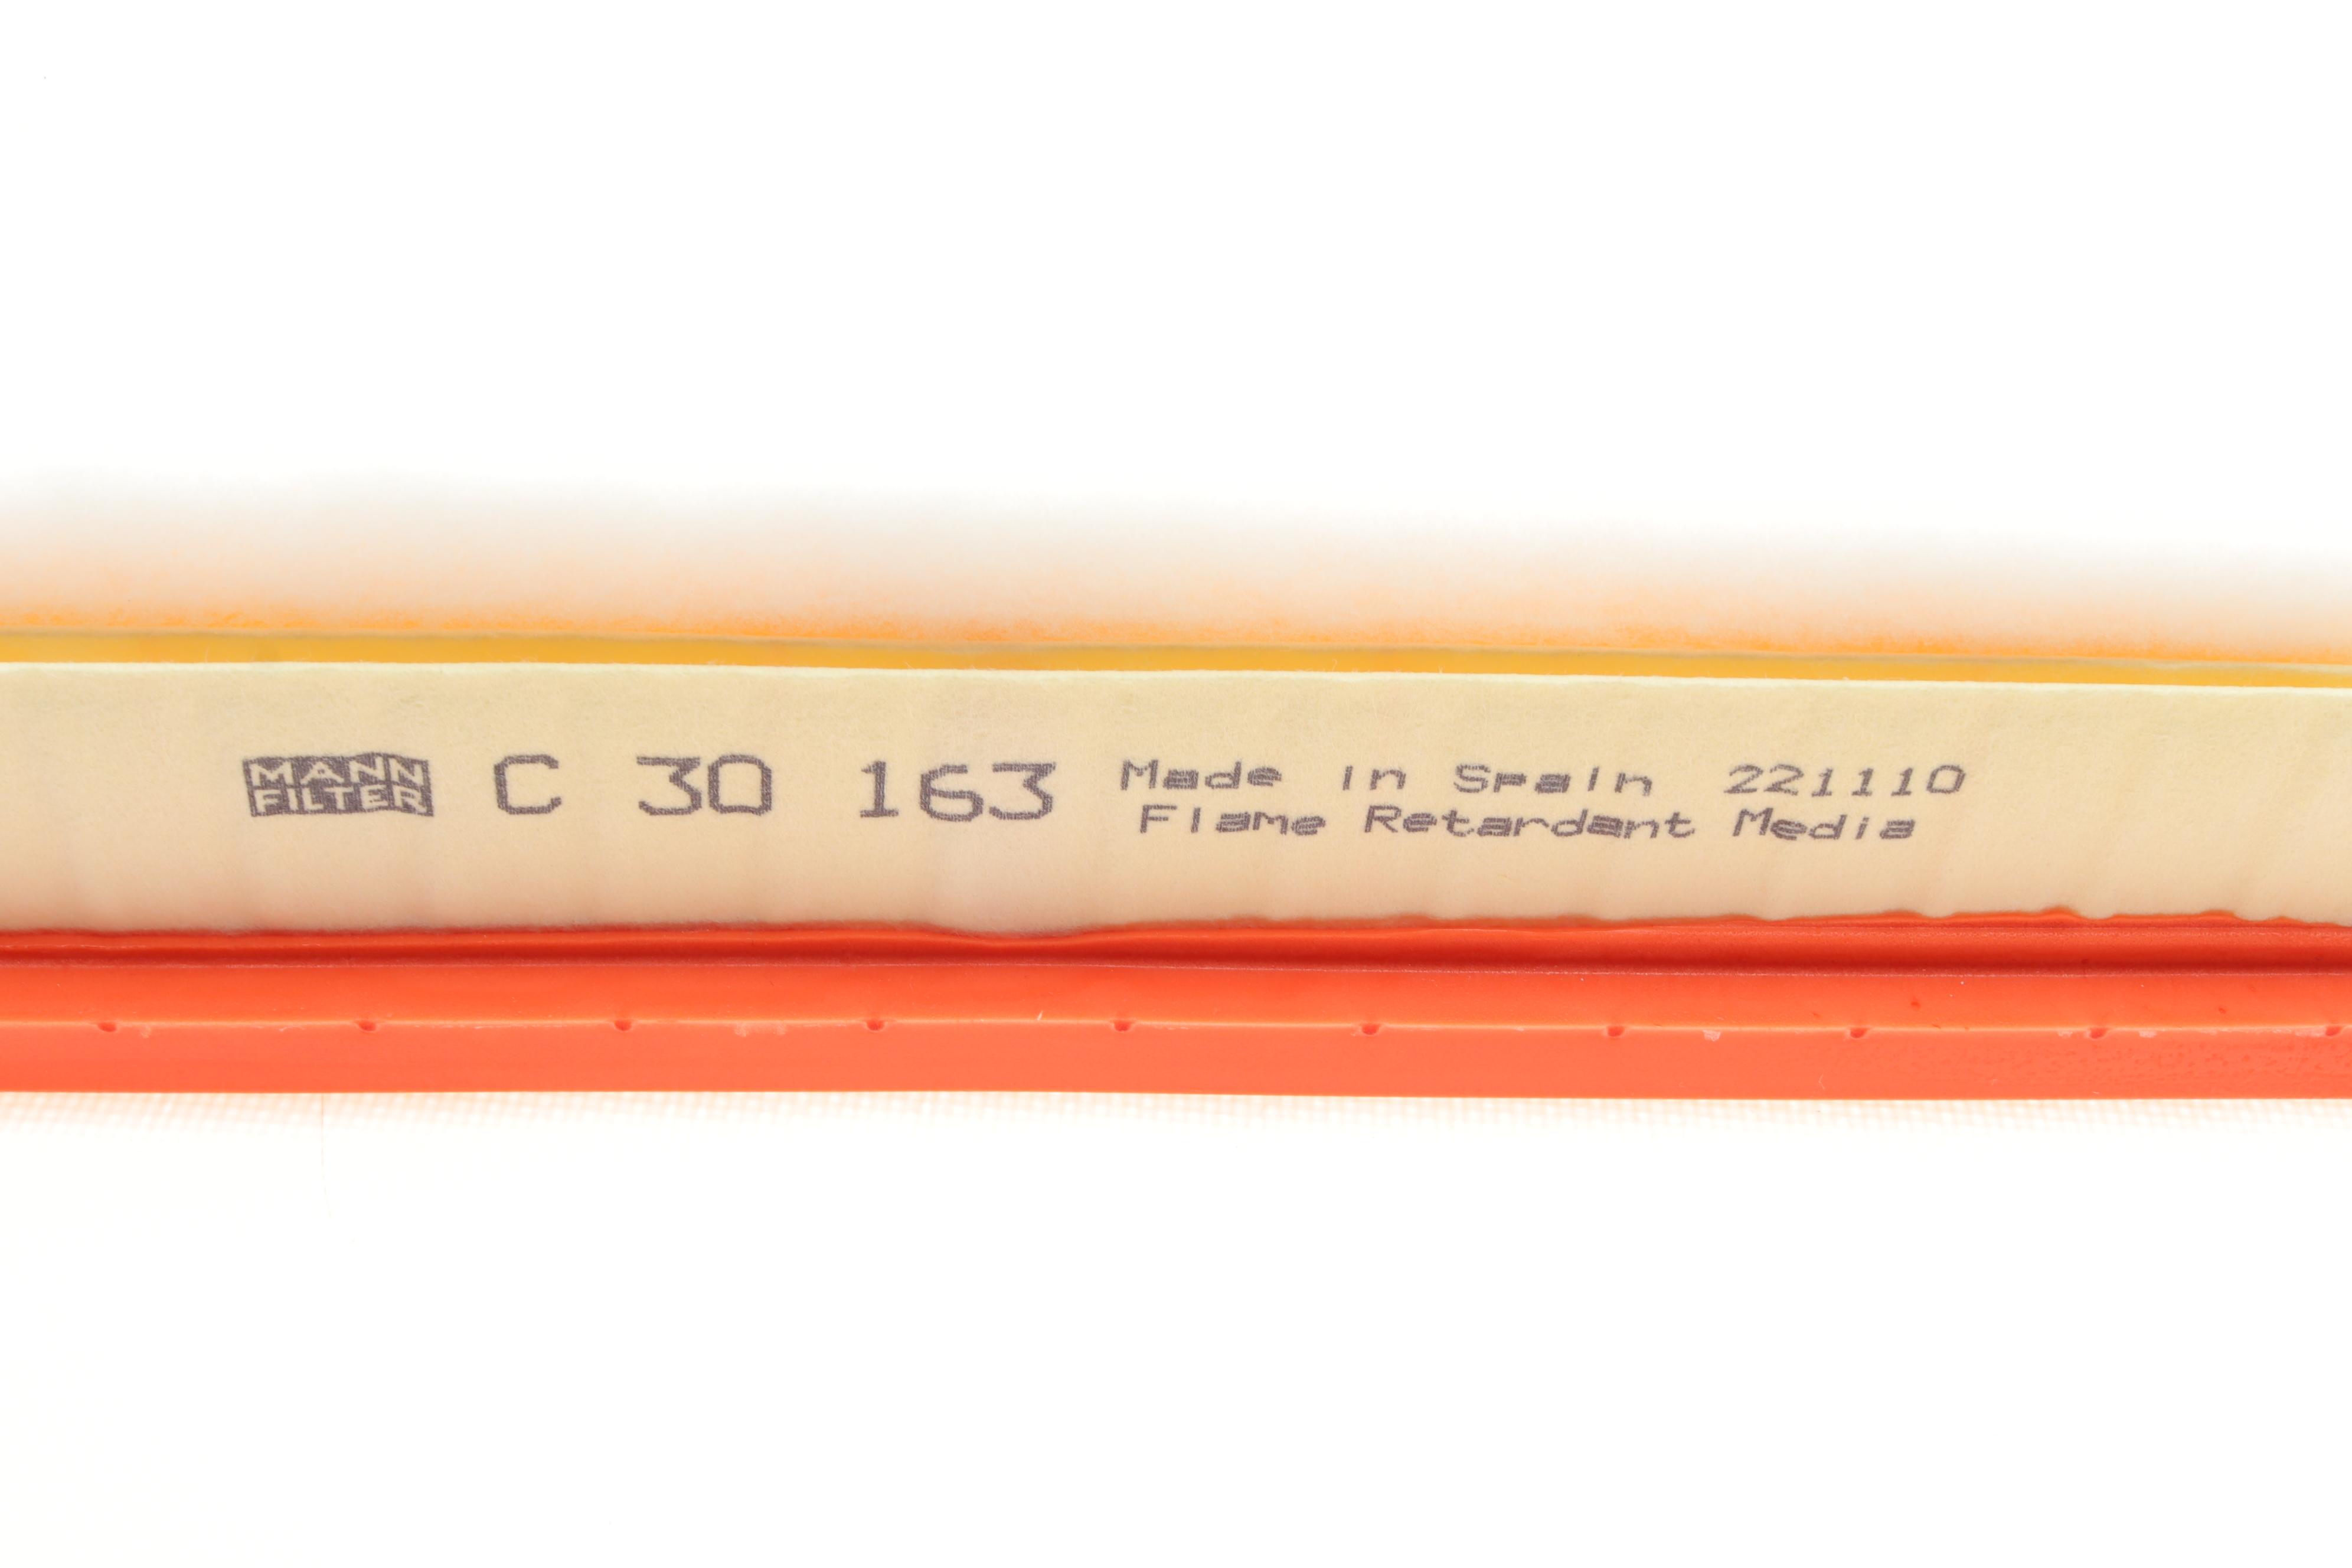 MANN
FILTER
C 30 163
Made in Spain 221110
Flame Retardant Media